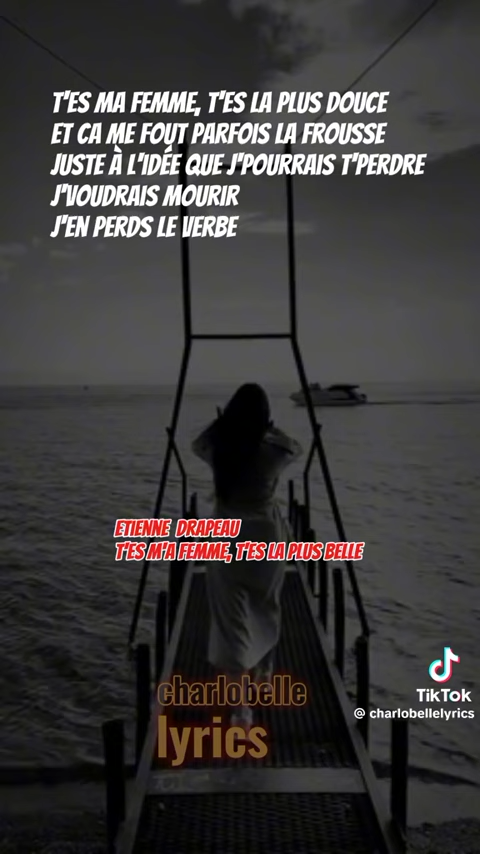 T'ES MA FEMME, T'ES LA PLUS DOUCE
ET CA ME FOUT PARFOIS LA FROUSSE
JUSTE À L'IDÉE QUE J'POURRAIS T'PERDRE
J'VOUDRAIS MOURIR
J'EN PERDS LE VERBE
ETIENNE DRAPEAU
T'ES M'A FEMME, T'ES LA PLUS BELLE
charlobelle
lyrics
TikTok
@ charlobellelyrics